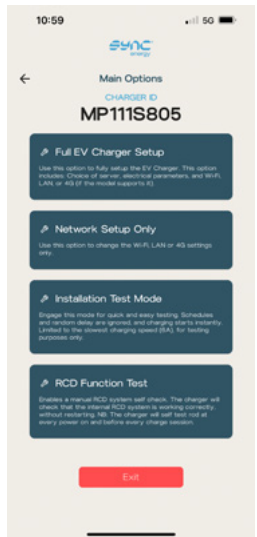 10:59
5G
sync
energy
Main Options
CHARGER ID
MP111S805
Full EV Charger Setup
Use this option to fully setup the EV Charger. This option
includes: Choice of server, electrical parameters, and Wi-Fi,
LAN, or 4G (if the model supports it).
Network Setup Only
Use this option to change the Wi-Fi, LAN or 4G settings
only.
Installation Test Mode
Engage this mode for quick and easy testing. Schedules
and random delay are ignored, and charging starts instantly.
Limited to the slowest charging speed (6A), for testing
purposes only.
RCD Function Test
Enables a manual RCD system self check. The charger will
check that the internal RCD system is working correctly,
without restarting. NB: The charger will self test rcd at
every power on and before every charge session.
Exit